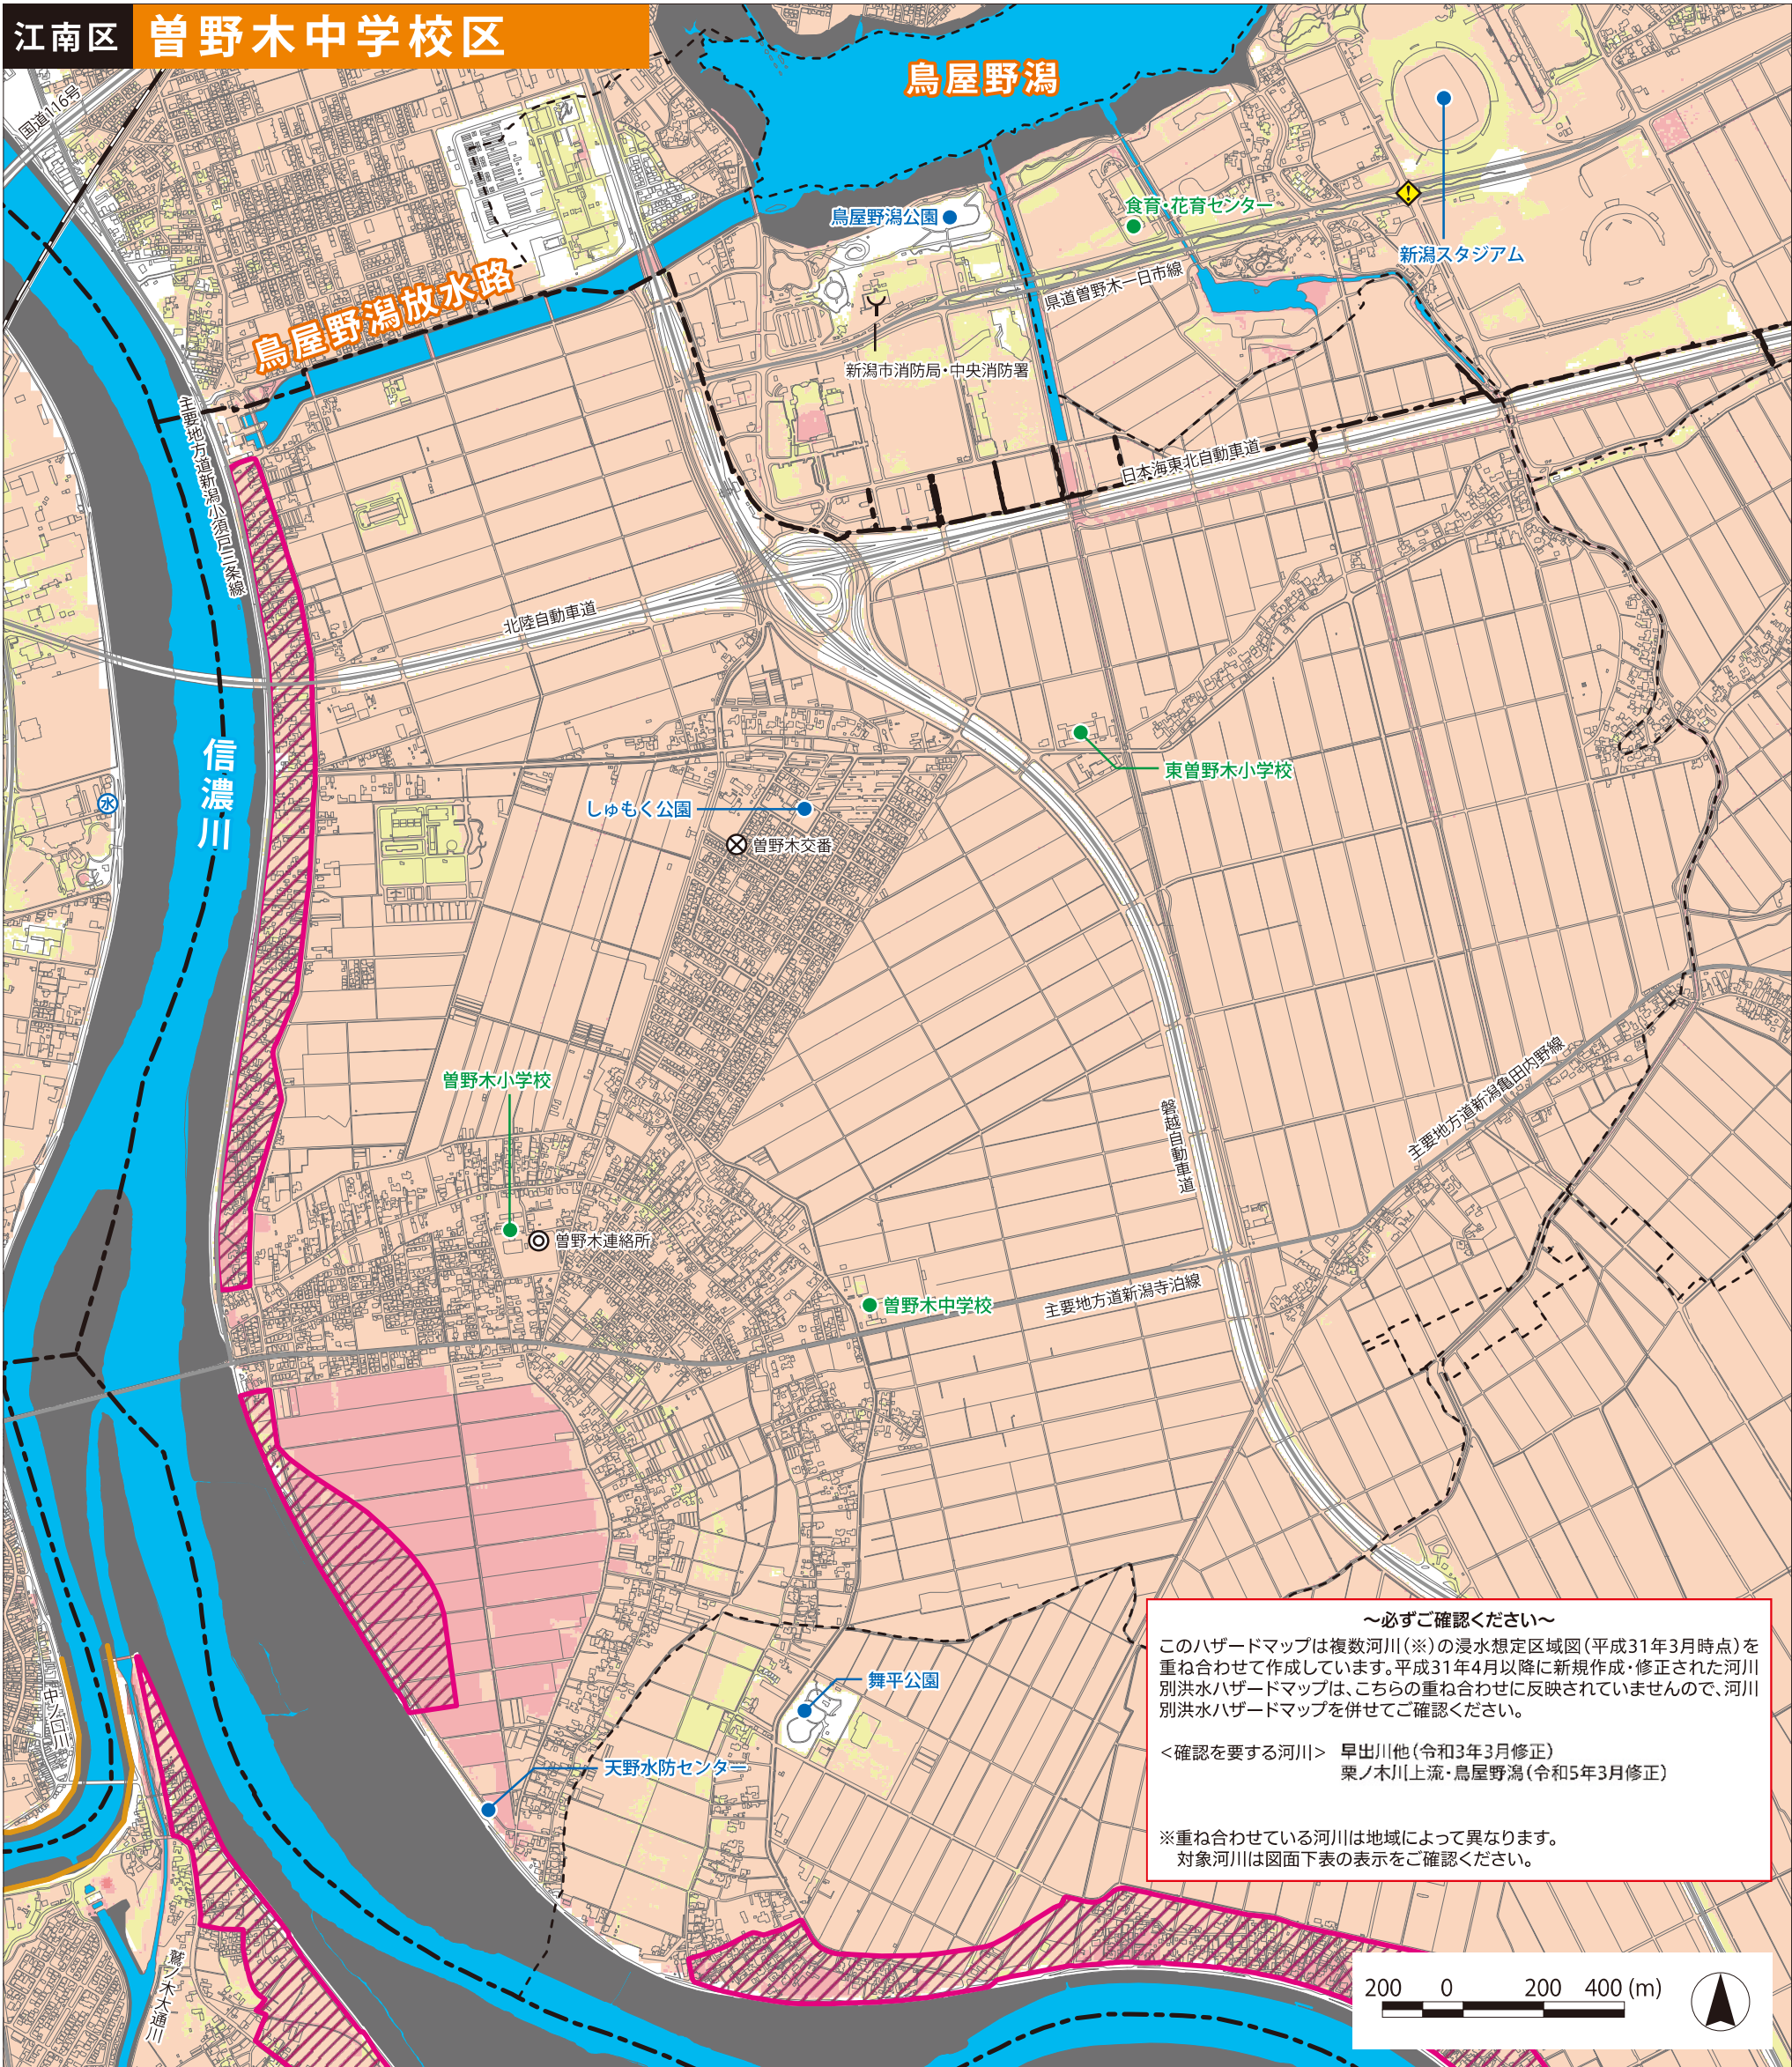 江南区
曽野木中学校区
国道116号
鳥屋野潟
鳥屋野潟公園
食育・花育センター
新潟スタジアム
県道曽野木一日市線
鳥屋野潟放水路
新潟市消防局・中央消防署
主要地方道新潟小須戸三条線
日本海東北自動車道
北陸自動車道
信濃川
水
東曽野木小学校
しゅもく公園
曽野木交番
曽野木小学校
磐越自動車道
主要地方道新潟亀田内野線
曽野木連絡所
曽野木中学校
主要地方道新潟寺泊線
中ノ口川
舞平公園
天野水防センター
鷲ノ木大通川
～必ずご確認ください～
このハザードマップは複数河川（※）の浸水想定区域図（平成31年3月時点）を
重ね合わせて作成しています。平成31年4月以降に新規作成・修正された河川
別洪水ハザードマップは、こちらの重ね合わせに反映されていませんので、河川
別洪水ハザードマップを併せてご確認ください。
＜確認を要する河川＞ 早出川他（令和3年3月修正）
栗ノ木川上流・鳥屋野潟（令和5年3月修正）
※重ね合わせている河川は地域によって異なります。
対象河川は図面下表の表示をご確認ください。
200 0 200 400 (m)